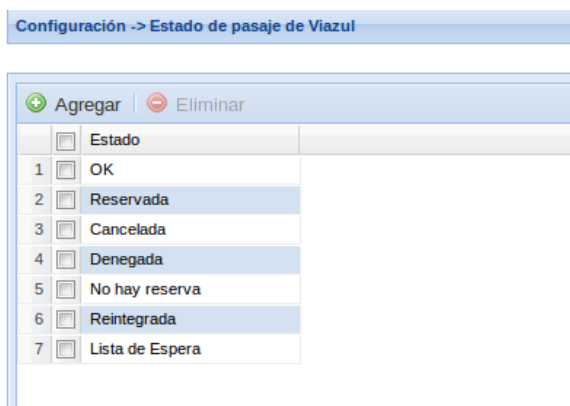 Configuración -> Estado de pasaje de Viazul
Agregar Eliminar
Estado
1 OK
2 Reservada
3 Cancelada
4 Denegada
5 No hay reserva
6 Reintegrada
7 Lista de Espera